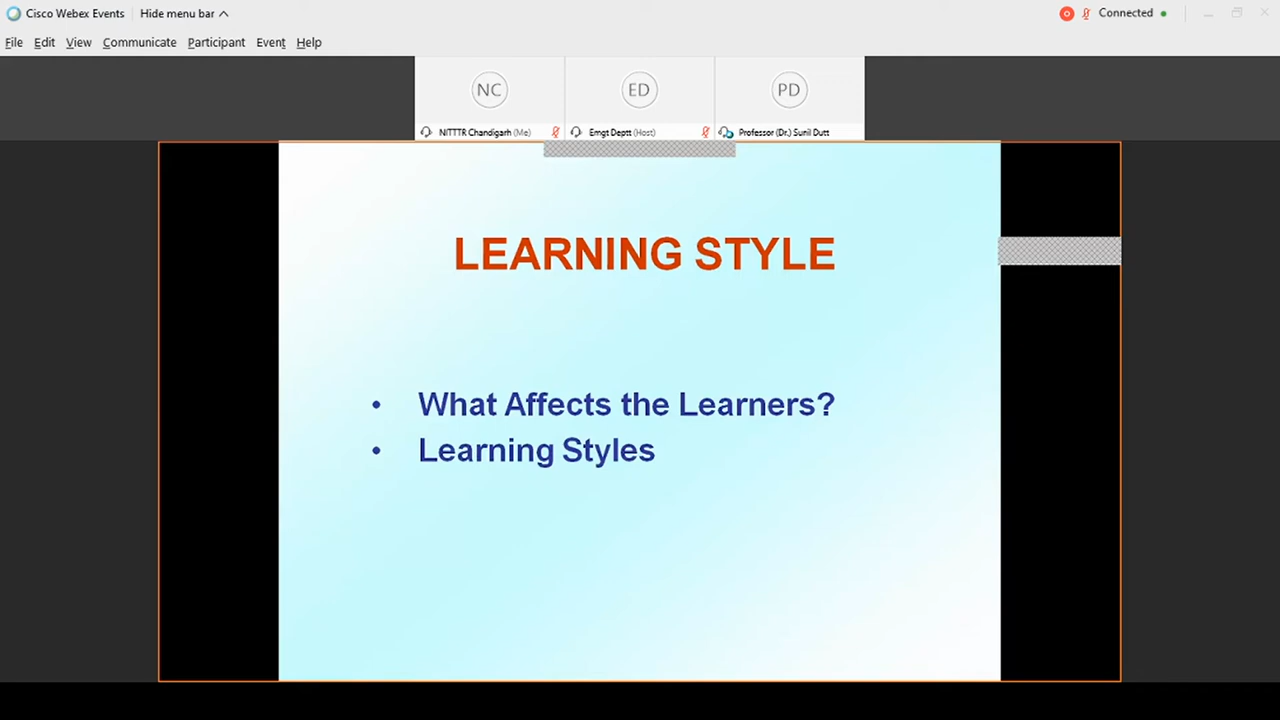 Cisco Webex Events Hide menu bar Connected
File Edit View Communicate Participant Event Help
NC ED PD
NITTTR Chandigarh (Me) Emgt Deptt (Host) Professor (Dr.) Sunil Dutt
LEARNING STYLE
• What Affects the Learners?
• Learning Styles